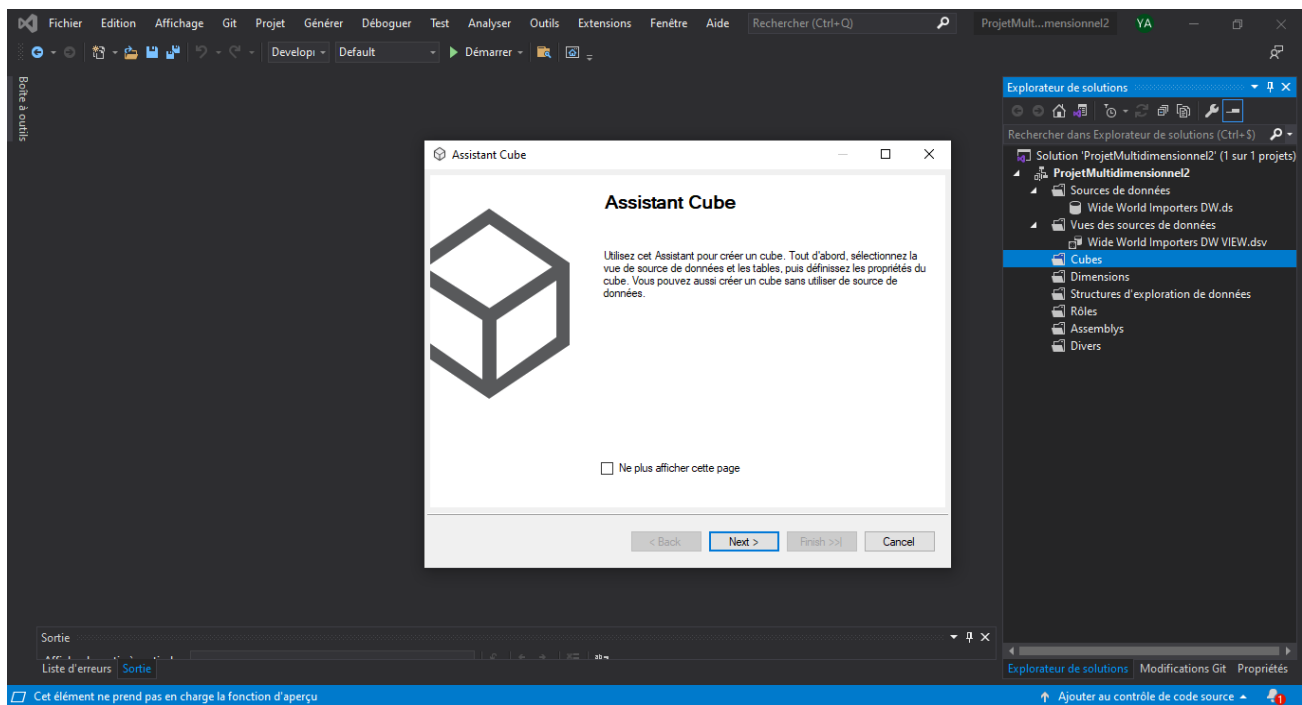 Fichier Edition Affichage Git Projet Générer Déboguer Test Analyser Outils Extensions Fenêtre Aide Rechercher (Ctrl+Q) ProjetMult...mensionnel2 YA
Developı Default Démarrer
Boîte à outils
Explorateur de solutions
Rechercher dans Explorateur de solutions (Ctrl+$)
Solution 'ProjetMultidimensionnel2' (1 sur 1 projets)
ProjetMultidimensionnel2
Sources de données
Wide World Importers DW.ds
Vues des sources de données
Wide World Importers DW VIEW.dsv
Cubes
Dimensions
Structures d'exploration de données
Rôles
Assemblys
Divers
Assistant Cube
Assistant Cube
Utilisez cet Assistant pour créer un cube. Tout d'abord, sélectionnez la
vue de source de données et les tables, puis définissez les propriétés du
cube. Vous pouvez aussi créer un cube sans utiliser de source de
données.
Ne plus afficher cette page
< Back Next > Finish >>| Cancel
Sortie
Liste d'erreurs Sortie
Explorateur de solutions Modifications Git Propriétés
Cet élément ne prend pas en charge la fonction d'aperçu
Ajouter au contrôle de code source 1